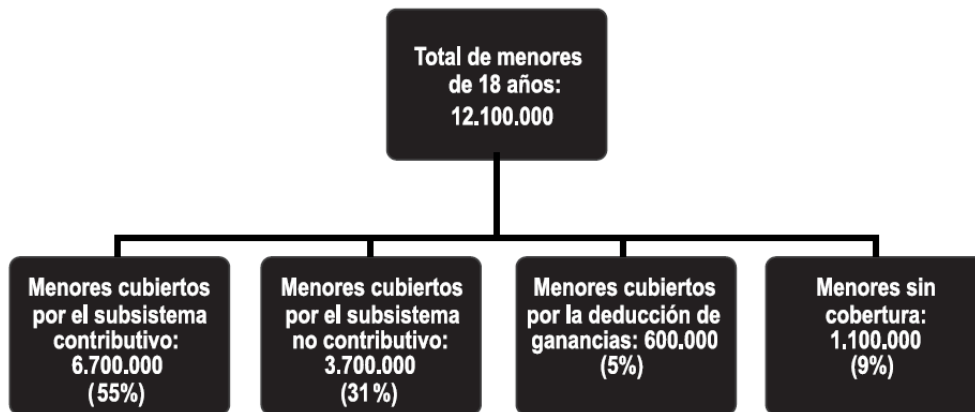 Total de menores
de 18 años:
12.100.000
Menores cubiertos
por el subsistema
contributivo:
6.700.000
(55%)
Menores cubiertos
por el subsistema
no contributivo:
3.700.000
(31%)
Menores cubiertos
por la deducción de
ganancias: 600.000
(5%)
Menores sin
cobertura:
1.100.000
(9%)